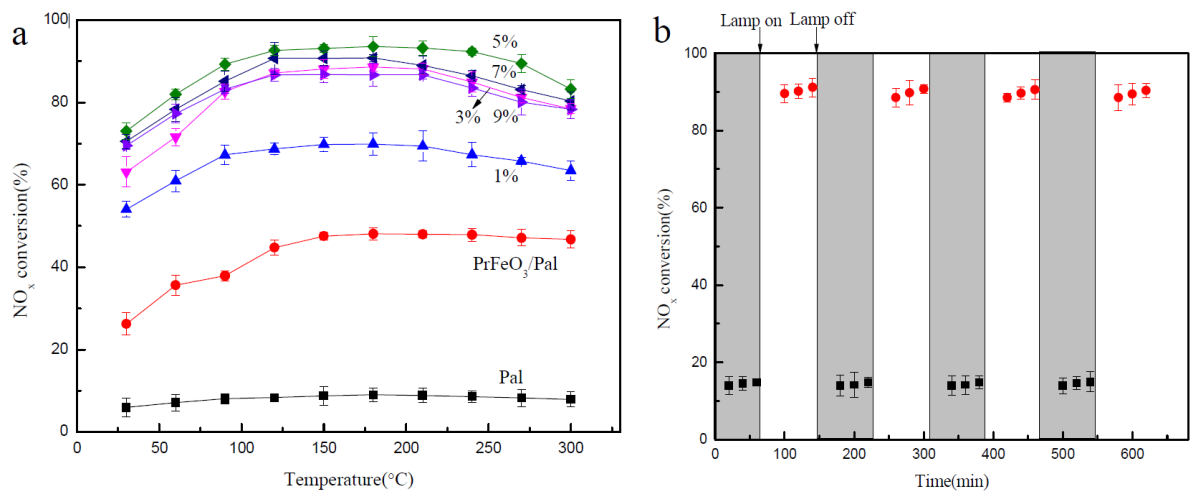 a
100
80
60
40
20
0
NOx conversion(%)
5%
7%
3% 9%
1%
PrFeO3/Pal
Pal
0 50 100 150 200 250 300
Temperature(°C)
b
Lamp on Lamp off
100
80
60
40
20
0
NOx conversion(%)
0 100 200 300 400 500 600
Time(min)